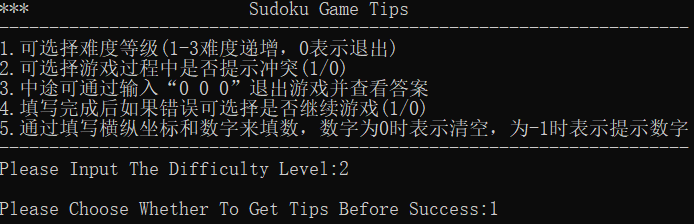 ***                      Sudoku Game Tips
---------------------------------------------------------------------
1.可选择难度等级(1-3难度递增，0表示退出)
2.可选择游戏过程中是否提示冲突(1/0)
3.中途可通过输入“0 0 0”退出游戏并查看答案
4.填写完成后如果错误可选择是否继续游戏(1/0)
5.通过填写横纵坐标和数字来填数，数字为0时表示清空，为-1时表示提示数字
---------------------------------------------------------------------
Please Input The Difficulty Level:2
Please Choose Whether To Get Tips Before Success:1